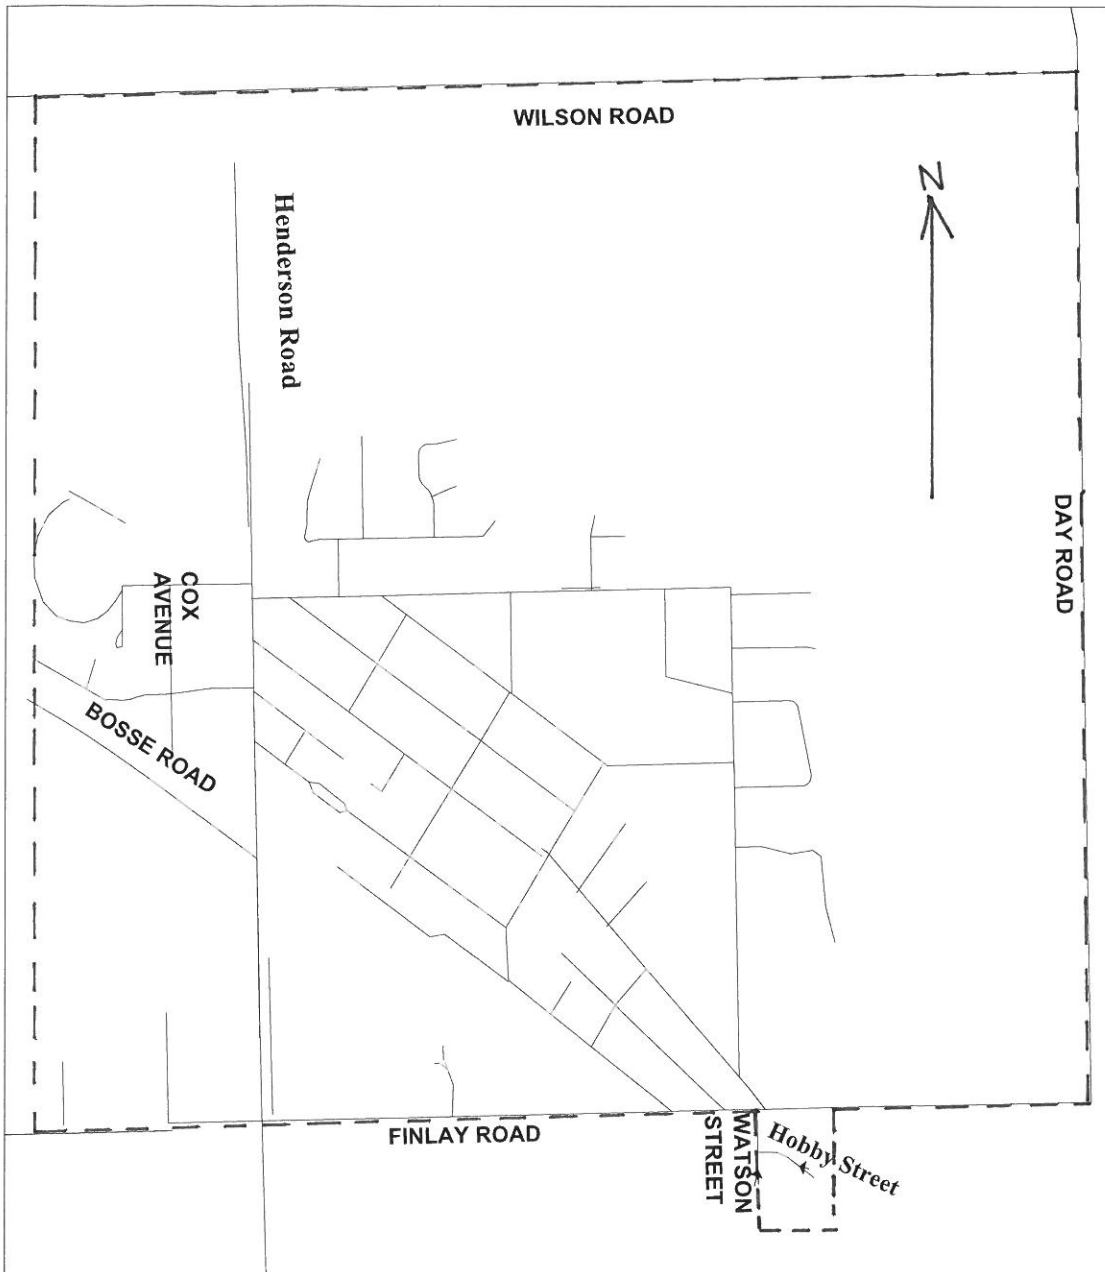 WILSON ROAD
N
Henderson Road
DAY ROAD
COX
AVENUE
BOSSE ROAD
FINLAY ROAD
WATSON
STREET
Hobby Street